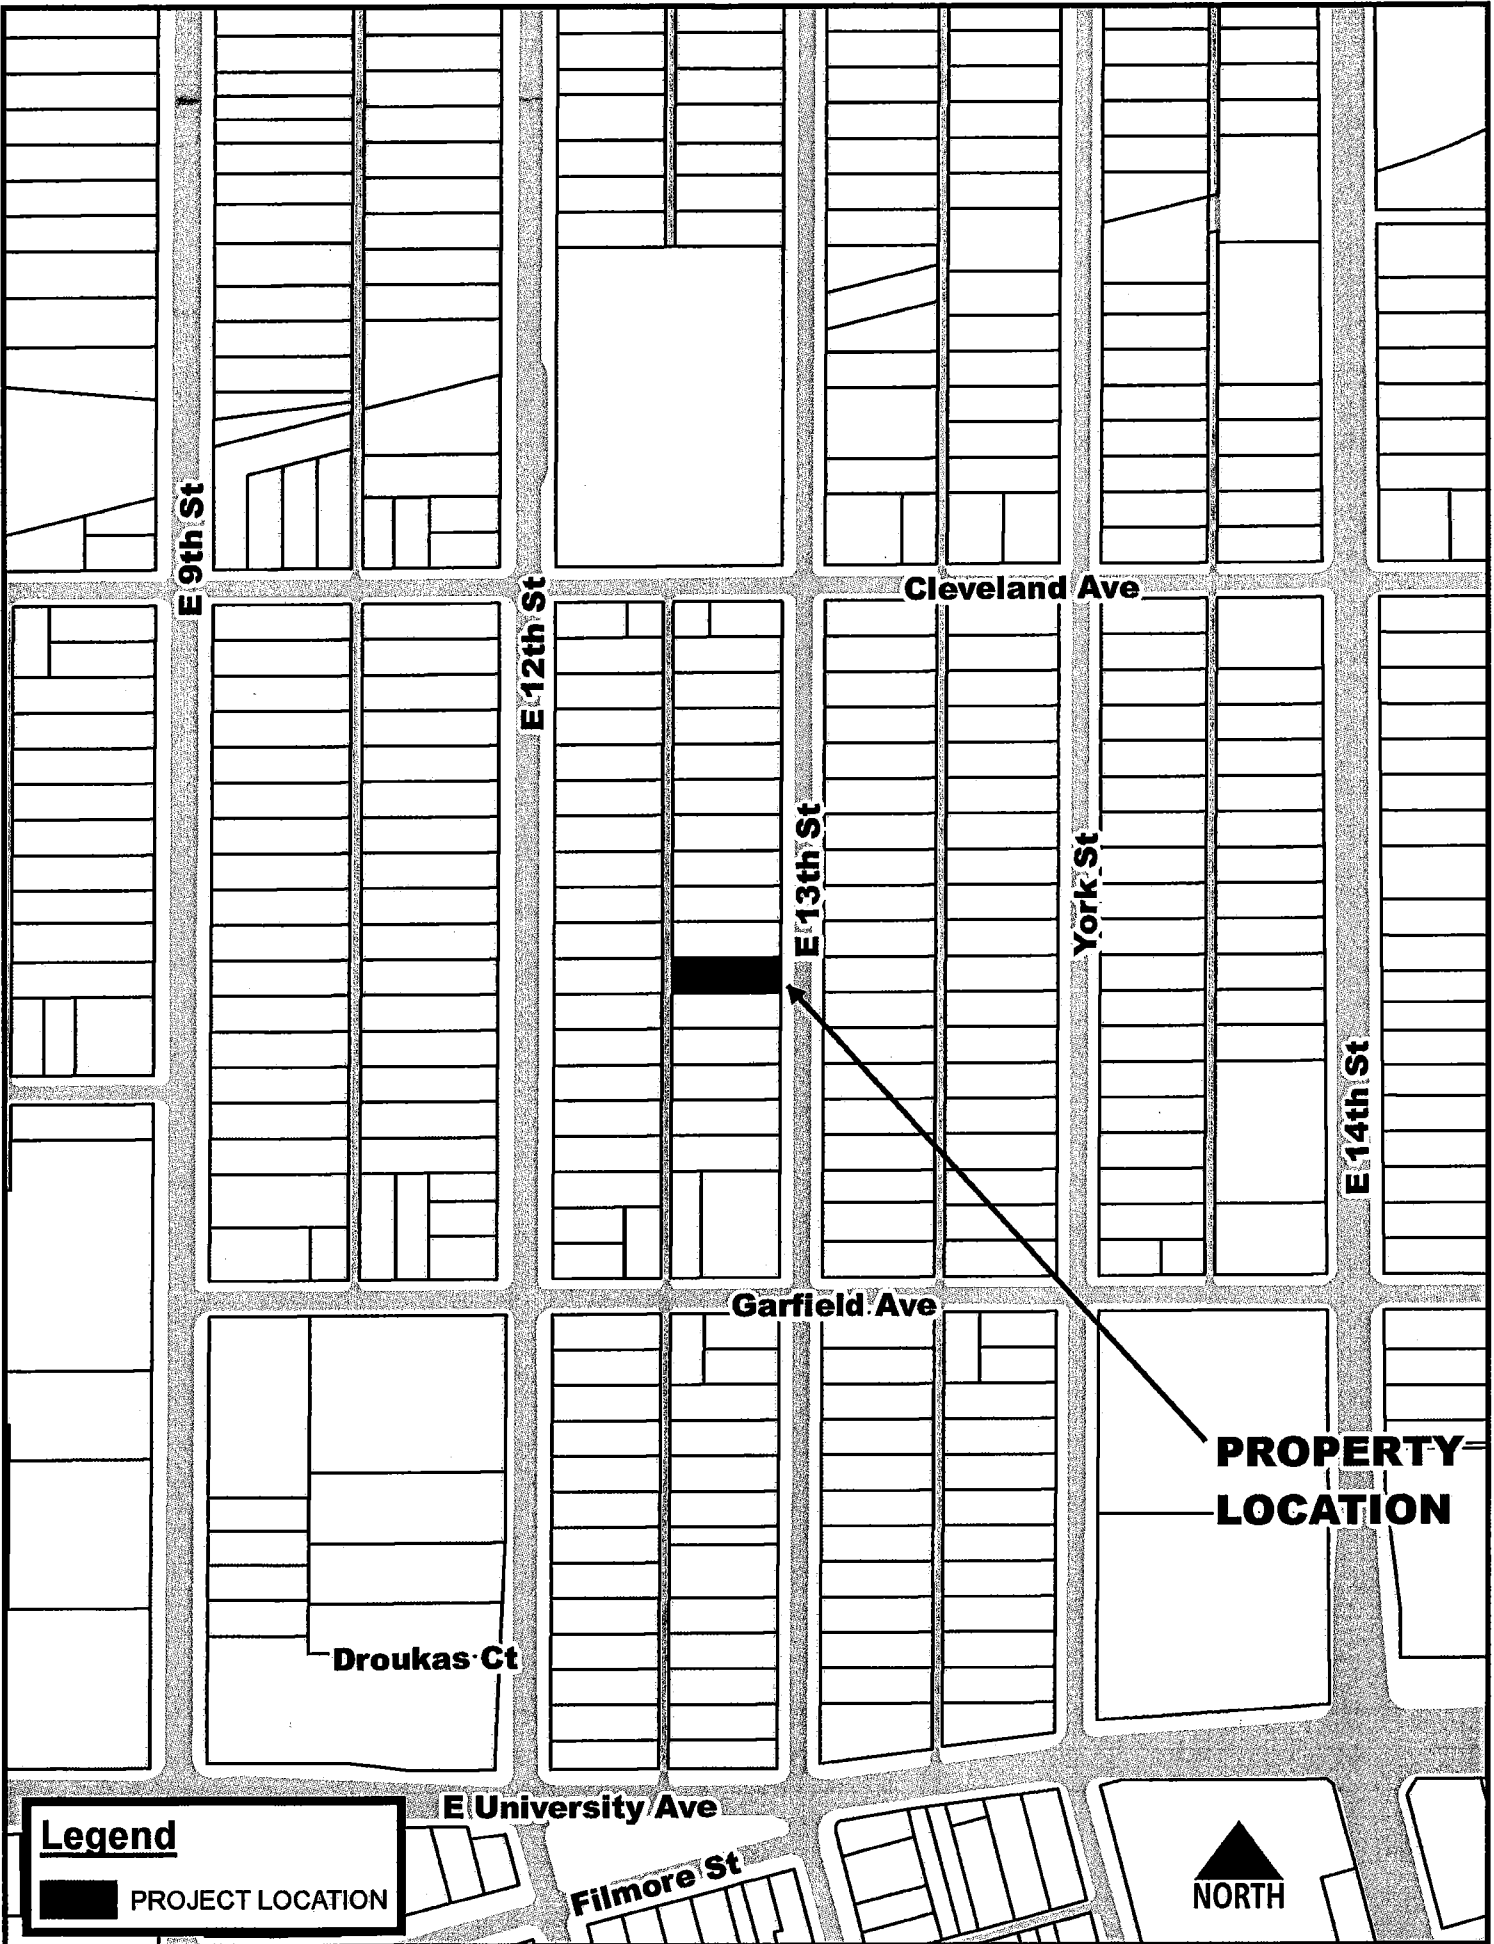 E 9th St
E 12th St
Cleveland Ave
E 13th St
York St
E 14th St
Garfield Ave
PROPERTY
LOCATION
Droukas Ct
E University Ave
Filmore St
Legend
PROJECT LOCATION
NORTH